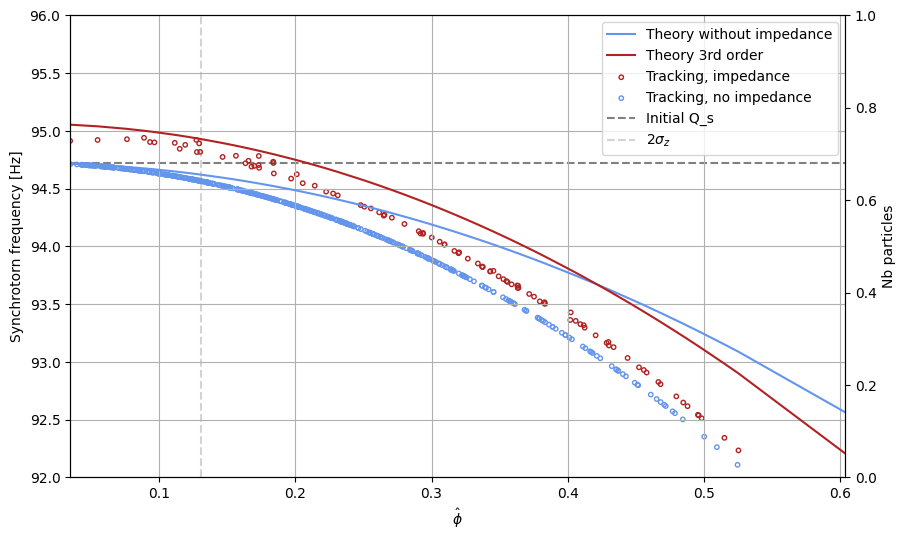 96.0
95.5
95.0
94.5
94.0
93.5
93.0
92.5
92.0
Synchrotorn frequency [Hz]
0.1
0.2
0.3
0.4
0.5
0.6
$\hat{\phi}$
1.0
0.8
0.6
0.4
0.2
0.0
Nb particles
Theory without impedance
Theory 3rd order
Tracking, impedance
Tracking, no impedance
Initial Q_s
2σ_z